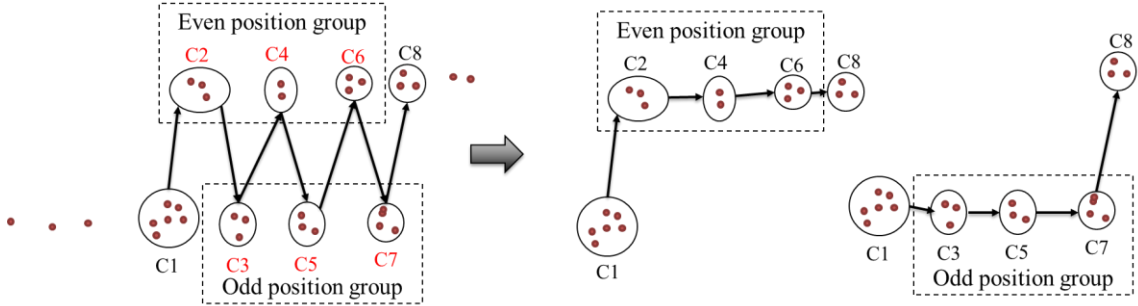 Even position group
C2 C4 C6 C8
C1
C3 C5 C7
Odd position group
Even position group
C2 C4 C6 C8
C1
C8
C1 C3 C5 C7
Odd position group